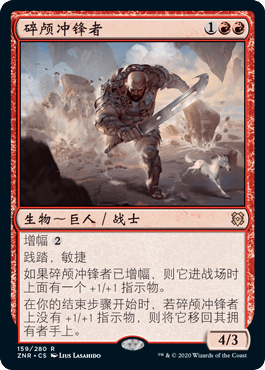 碎颅冲锋者 1
生物～巨人 / 战士
增幅 2
践踏，敏捷
如果碎颅冲锋者已增幅，则它进战场时
上面有一个 +1/+1 指示物。
在你的结束步骤开始时，若碎颅冲锋者
上没有 +1/+1 指示物，则将它移回其拥
有者手上。
4/3
159/280 R
ZNR • CS Lius Lasahido
™ & © 2020 Wizards of the Coast